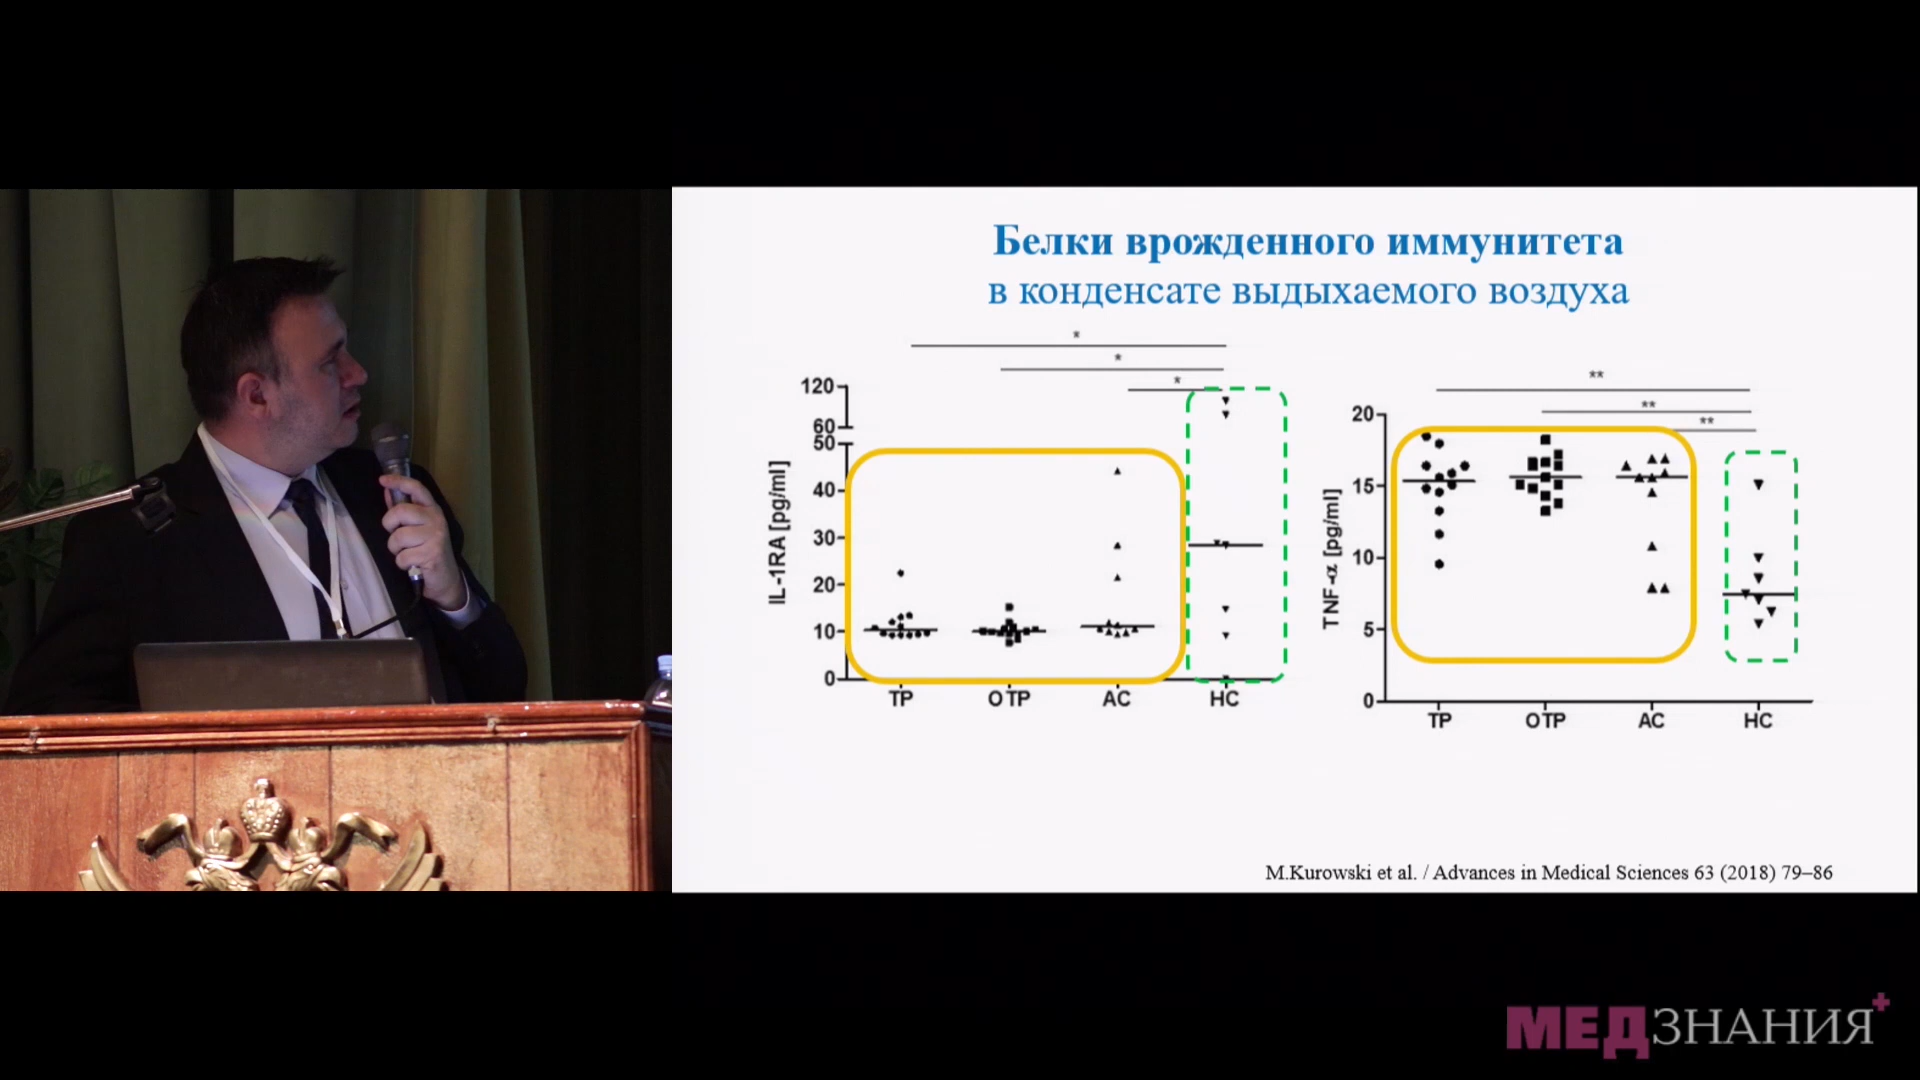 Белки врожденного иммунитета
в конденсате выдыхаемого воздуха
*
*
*
120
60
50
40
30
20
10
0
IL-1RA [pg/ml]
TP
OTP
AC
HC
**
**
**
20
15
10
5
0
TNF-α [pg/ml]
TP
OTP
AC
HC
M.Kurowski et al. / Advances in Medical Sciences 63 (2018) 79–86
МЕДЗНАНИЯ+